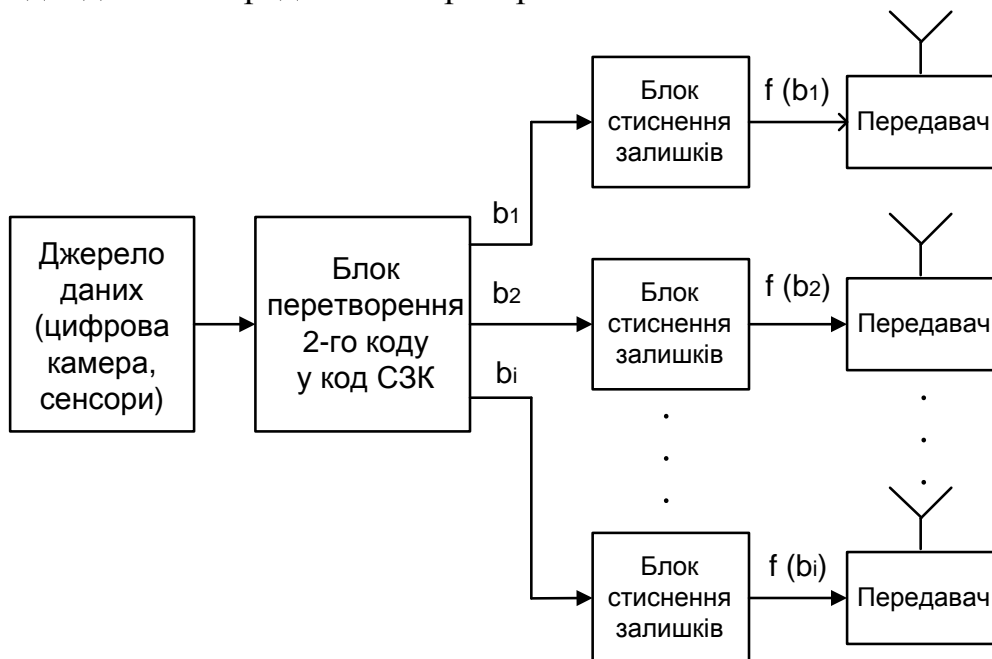 Джерело
даних
(цифрова
камера,
сенсори)
Блок
перетворення
2-го коду
у код СЗК
b1
b2
bi
Блок
стиснення
залишків
f (b1)
Передавач
Блок
стиснення
залишків
f (b2)
Передавач
Блок
стиснення
залишків
f (bi)
Передавач